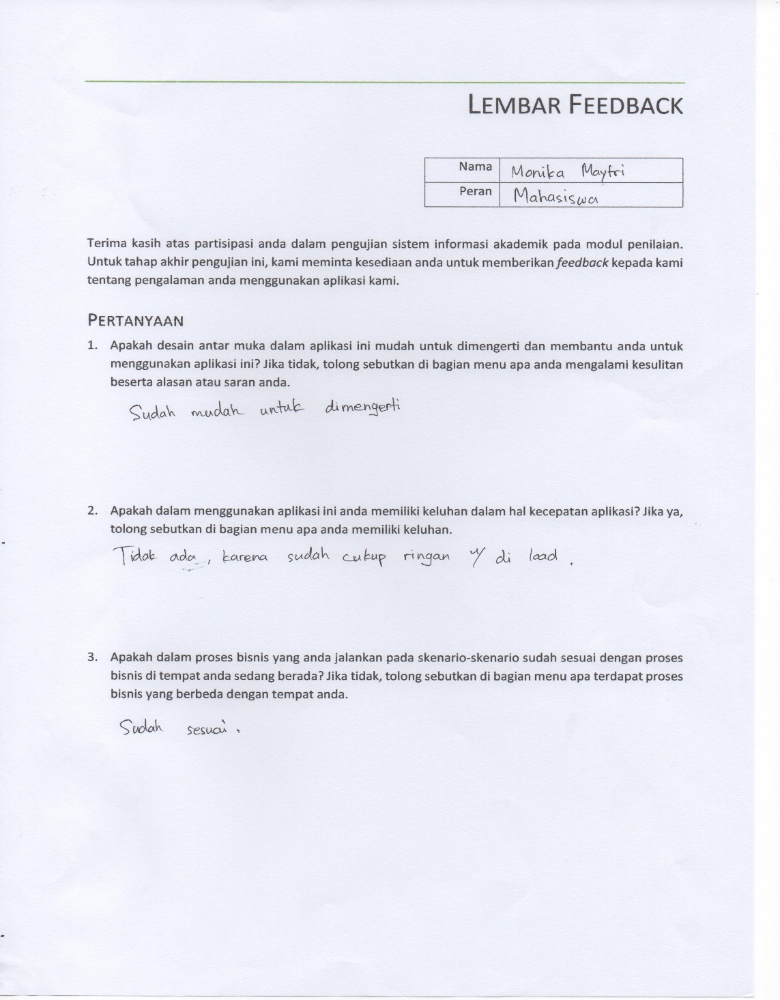 LEMBAR FEEDBACK
Nama Monika Mayfri
Peran Mahasiswa
Terima kasih atas partisipasi anda dalam pengujian sistem informasi akademik pada modul penilaian.
Untuk tahap akhir pengujian ini, kami meminta kesediaan anda untuk memberikan feedback kepada kami
tentang pengalaman anda menggunakan aplikasi kami.
PERTANYAAN
1. Apakah desain antar muka dalam aplikasi ini mudah untuk dimengerti dan membantu anda untuk
menggunakan aplikasi ini? Jika tidak, tolong sebutkan di bagian menu apa anda mengalami kesulitan
beserta alasan atau saran anda.
Sudah mudah untuk dimengerti
2. Apakah dalam menggunakan aplikasi ini anda memiliki keluhan dalam hal kecepatan aplikasi? Jika ya,
tolong sebutkan di bagian menu apa anda memiliki keluhan.
Tidak ada, karena sudah cukup ringan u/ di load.
3. Apakah dalam proses bisnis yang anda jalankan pada skenario-skenario sudah sesuai dengan proses
bisnis di tempat anda sedang berada? Jika tidak, tolong sebutkan di bagian menu apa terdapat proses
bisnis yang berbeda dengan tempat anda.
Sudah sesuai.